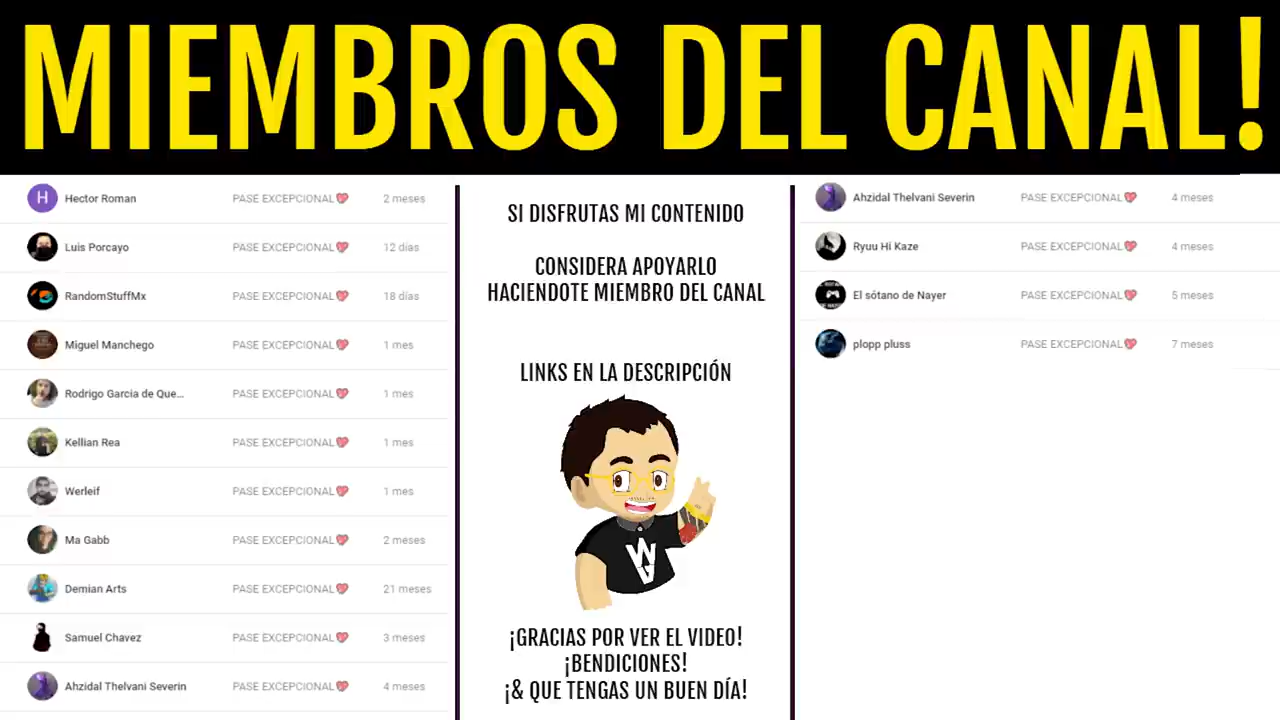 MIEMBROS DEL CANAL!
H Hector Roman PASE EXCEPCIONAL💖 2 meses
Luis Porcayo PASE EXCEPCIONAL💖 12 días
RandomStuffMx PASE EXCEPCIONAL💖 18 días
Miguel Manchego PASE EXCEPCIONAL💖 1 mes
Rodrigo Garcia de Que... PASE EXCEPCIONAL💖 1 mes
Kellian Rea PASE EXCEPCIONAL💖 1 mes
Werleif PASE EXCEPCIONAL💖 1 mes
Ma Gabb PASE EXCEPCIONAL💖 2 meses
Demian Arts PASE EXCEPCIONAL💖 21 meses
Samuel Chavez PASE EXCEPCIONAL💖 3 meses
Ahzidal Thelvani Severin PASE EXCEPCIONAL💖 4 meses
SI DISFRUTAS MI CONTENIDO
CONSIDERA APOYARLO
HACIENDOTE MIEMBRO DEL CANAL
LINKS EN LA DESCRIPCIÓN
¡GRACIAS POR VER EL VIDEO!
¡BENDICIONES!
¡& QUE TENGAS UN BUEN DÍA!
Ahzidal Thelvani Severin PASE EXCEPCIONAL💖 4 meses
Ryuu Hi Kaze PASE EXCEPCIONAL💖 4 meses
El sótano de Nayer PASE EXCEPCIONAL💖 5 meses
plopp pluss PASE EXCEPCIONAL💖 7 meses